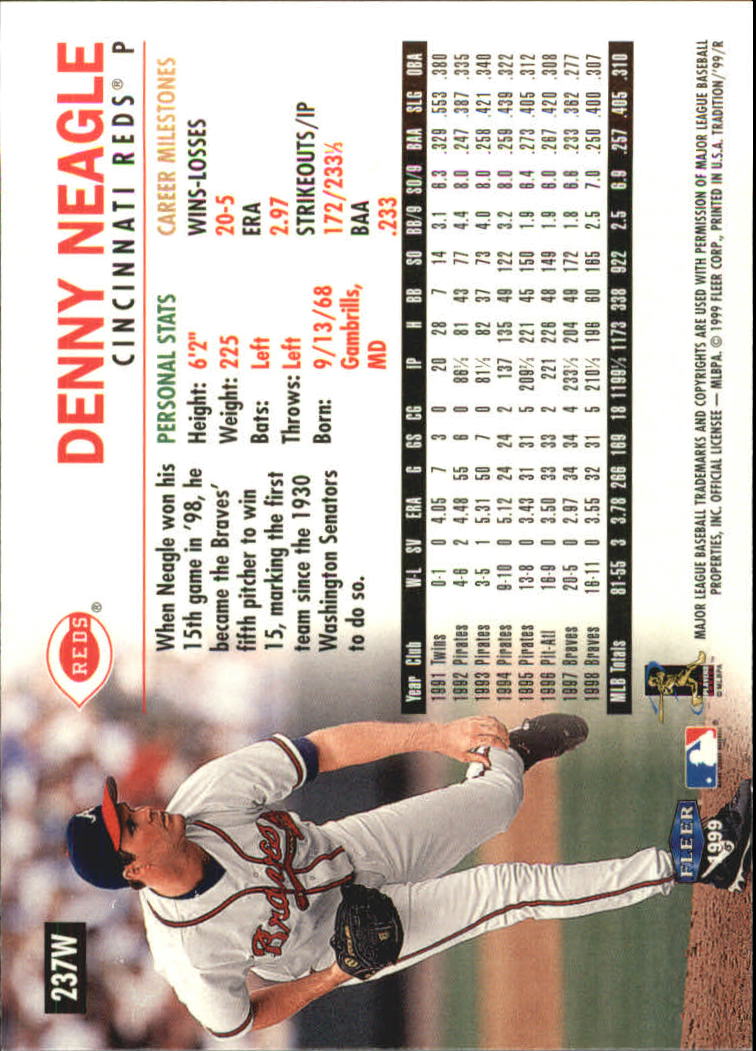 237W
REDS®
DENNY NEAGLE
CINCINNATI REDS® P
When Neagle won his
15th game in '98, he
became the Braves'
fifth pitcher to win
15, marking the first
team since the 1930
Washington Senators
to do so.
PERSONAL STATS
Height: 6'2"
Weight: 225
Bats: Left
Throws: Left
Born: 9/13/68
Gambrills,
MD
CAREER MILESTONES
WINS-LOSSES
20-5
ERA
2.97
STRIKEOUTS/IP
172/233⅓
BAA
.233
Year Club W-L SV ERA G GS CG IP H BB SO BB/9 SO/9 BAA SLG OBA
1991 Twins 0-1 0 4.05 7 3 0 20 28 7 14 3.1 6.3 .329 .553 .380
1992 Pirates 4-6 2 4.48 55 6 0 86⅓ 81 43 77 4.4 8.0 .247 .387 .335
1993 Pirates 3-5 1 5.31 50 7 0 81⅓ 82 37 73 4.0 8.0 .258 .421 .340
1994 Pirates 9-10 0 5.12 24 24 2 137 135 49 122 3.2 8.0 .259 .439 .322
1995 Pirates 13-8 0 3.43 31 31 5 209⅔ 221 45 150 1.9 6.4 .273 .405 .312
1996 Pit-Atl 16-9 0 3.50 33 33 2 221 226 48 149 1.9 6.0 .267 .420 .308
1997 Braves 20-5 0 2.97 34 34 4 233⅓ 204 49 172 1.8 6.6 .233 .362 .277
1998 Braves 16-11 0 3.55 32 31 5 210⅓ 196 60 165 2.5 7.0 .250 .400 .307
MLB Totals 81-55 3 3.78 266 169 18 1199⅓ 1173 338 922 2.5 6.9 .257 .405 .310
MAJOR LEAGUE BASEBALL TRADEMARKS AND COPYRIGHTS ARE USED WITH PERMISSION OF MAJOR LEAGUE BASEBALL
PROPERTIES, INC. OFFICIAL LICENSEE — MLBPA. © 1999 FLEER CORP., PRINTED IN U.S.A. TRADITION/'99/R
© MLBPA
FLEER
1999
Braves
A